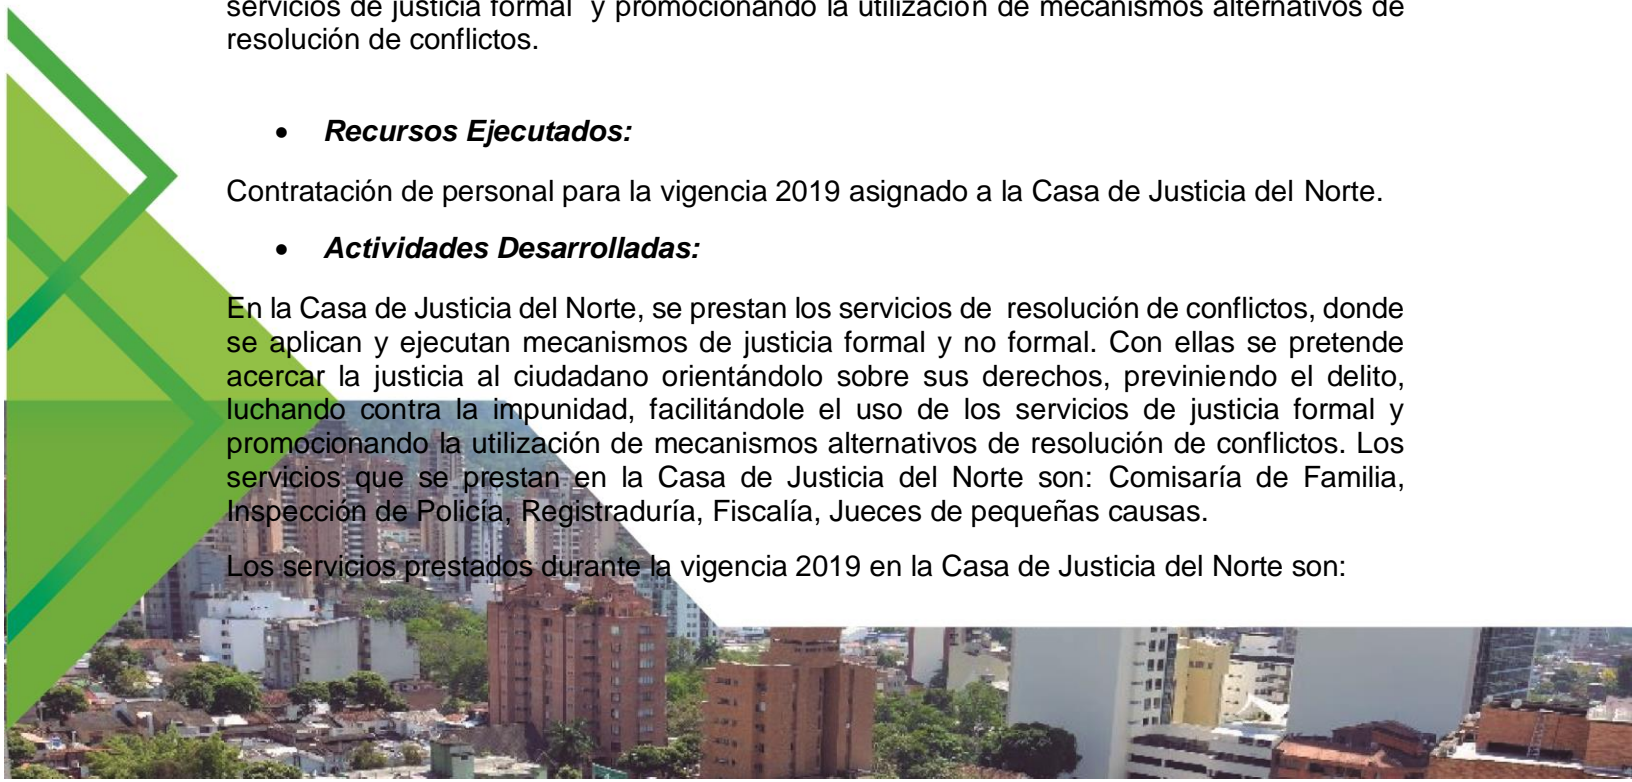 servicios de justicia formal y promocionando la utilización de mecanismos alternativos de
resolución de conflictos.
• Recursos Ejecutados:
Contratación de personal para la vigencia 2019 asignado a la Casa de Justicia del Norte.
• Actividades Desarrolladas:
En la Casa de Justicia del Norte, se prestan los servicios de resolución de conflictos, donde
se aplican y ejecutan mecanismos de justicia formal y no formal. Con ellas se pretende
acercar la justicia al ciudadano orientándolo sobre sus derechos, previniendo el delito,
luchando contra la impunidad, facilitándole el uso de los servicios de justicia formal y
promocionando la utilización de mecanismos alternativos de resolución de conflictos. Los
servicios que se prestan en la Casa de Justicia del Norte son: Comisaría de Familia,
Inspección de Policía, Registraduría, Fiscalía, Jueces de pequeñas causas.
Los servicios prestados durante la vigencia 2019 en la Casa de Justicia del Norte son: